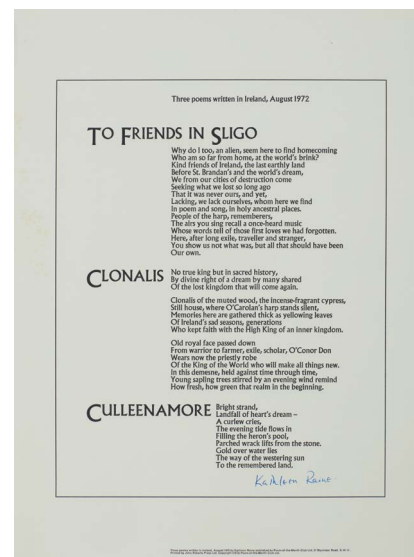 Three poems written in Ireland, August 1972
TO FRIENDS IN SLIGO
Why do I too, an alien, seem here to find homecoming
Who am so far from home, at the world's brink?
Kind friends of Ireland, the last earthly land
Before St. Brandan's and the world's dream,
We from our cities of destruction come
Seeking what we lost so long ago
That it was never ours, and yet,
Lacking, we lack ourselves, whom here we find
In poem and song, in holy ancestral places.
People of the harp, rememberers,
The airs you sing recall a once-heard music
Whose words tell of those first loves we had forgotten.
Here, after long exile, traveller and stranger,
You show us not what was, but all that should have been
Our own.
CLONALIS
No true king but in sacred history,
By divine right of a dream by many shared
Of the lost kingdom that will come again.
Clonalis of the muted wood, the incense-fragrant cypress,
Still house, where O'Carolan's harp stands silent,
Memories here are gathered thick as yellowing leaves
Of Ireland's sad seasons, generations
Who kept faith with the High King of an inner kingdom.
Old royal face passed down
From warrior to farmer, exile, scholar, O'Conor Don
Wears now the priestly robe
Of the King of the World who will make all things new.
In this demesne, held against time through time,
Young sapling trees stirred by an evening wind remind
How fresh, how green that realm in the beginning.
CULLEENAMORE
Bright strand,
Landfall of heart's dream –
A curlew cries,
The evening tide flows in
Filling the heron's pool,
Parched wrack lifts from the stone.
Gold over water lies
The way of the westering sun
To the remembered land.
Kathleen Raine